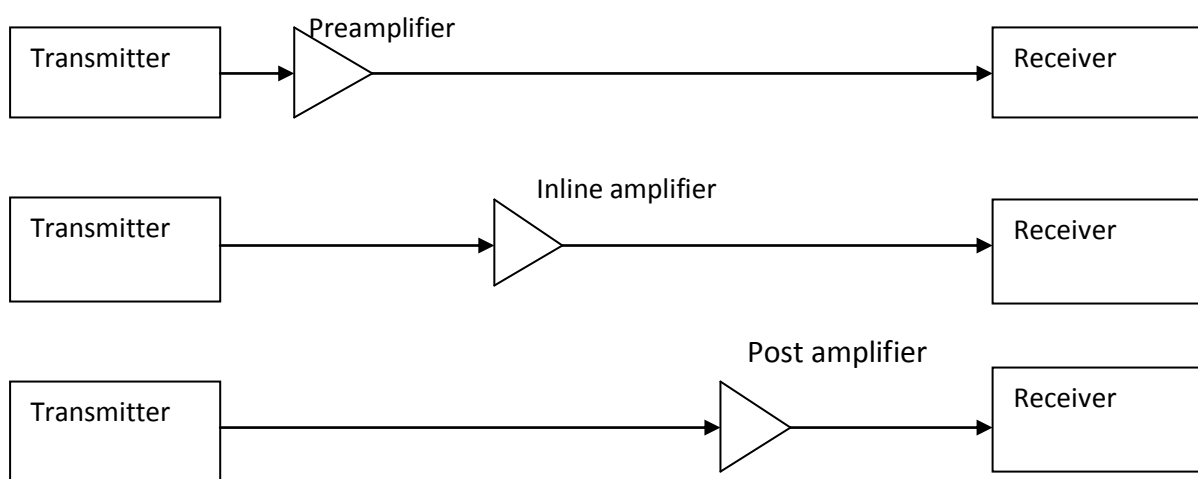 Preamplifier
Transmitter
Receiver
Inline amplifier
Transmitter
Receiver
Post amplifier
Transmitter
Receiver